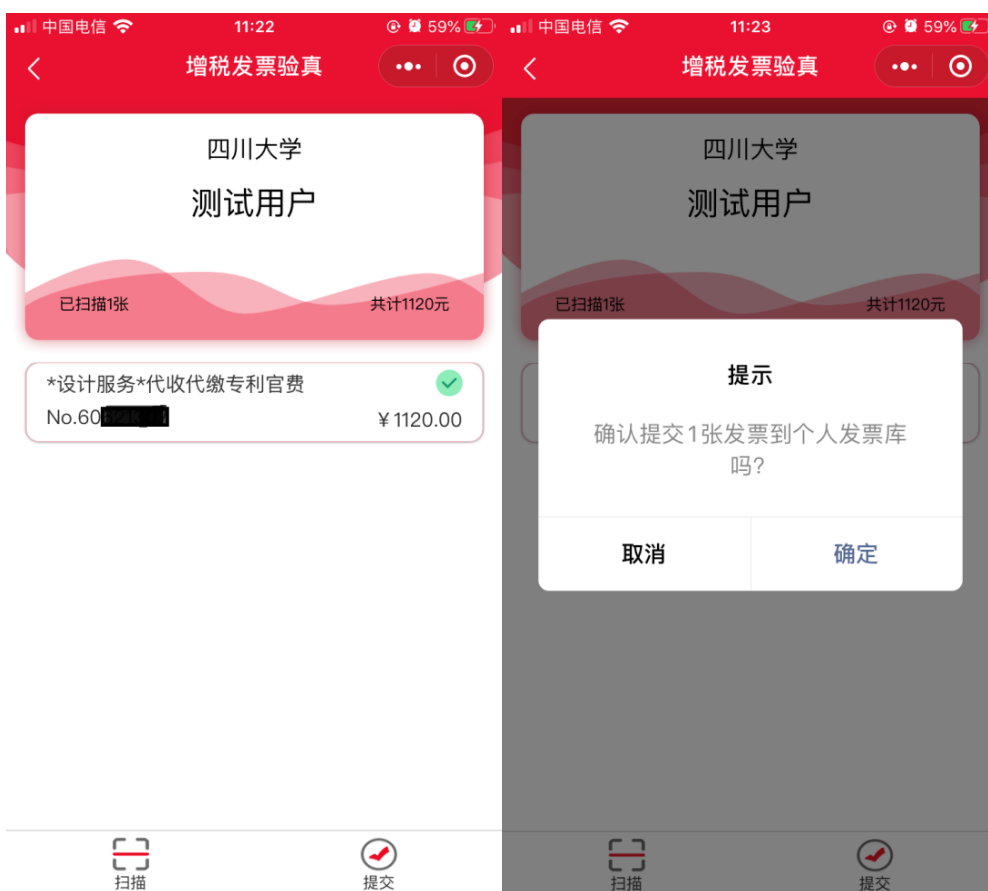 中国电信 11:22 59%
增税发票验真
四川大学
测试用户
已扫描1张 共计1120元
*设计服务*代收代缴专利官费
No.60 ¥1120.00
扫描 提交
中国电信 11:23 59%
增税发票验真
四川大学
测试用户
已扫描1张 共计1120元
提示
确认提交1张发票到个人发票库
吗?
取消 确定
扫描 提交